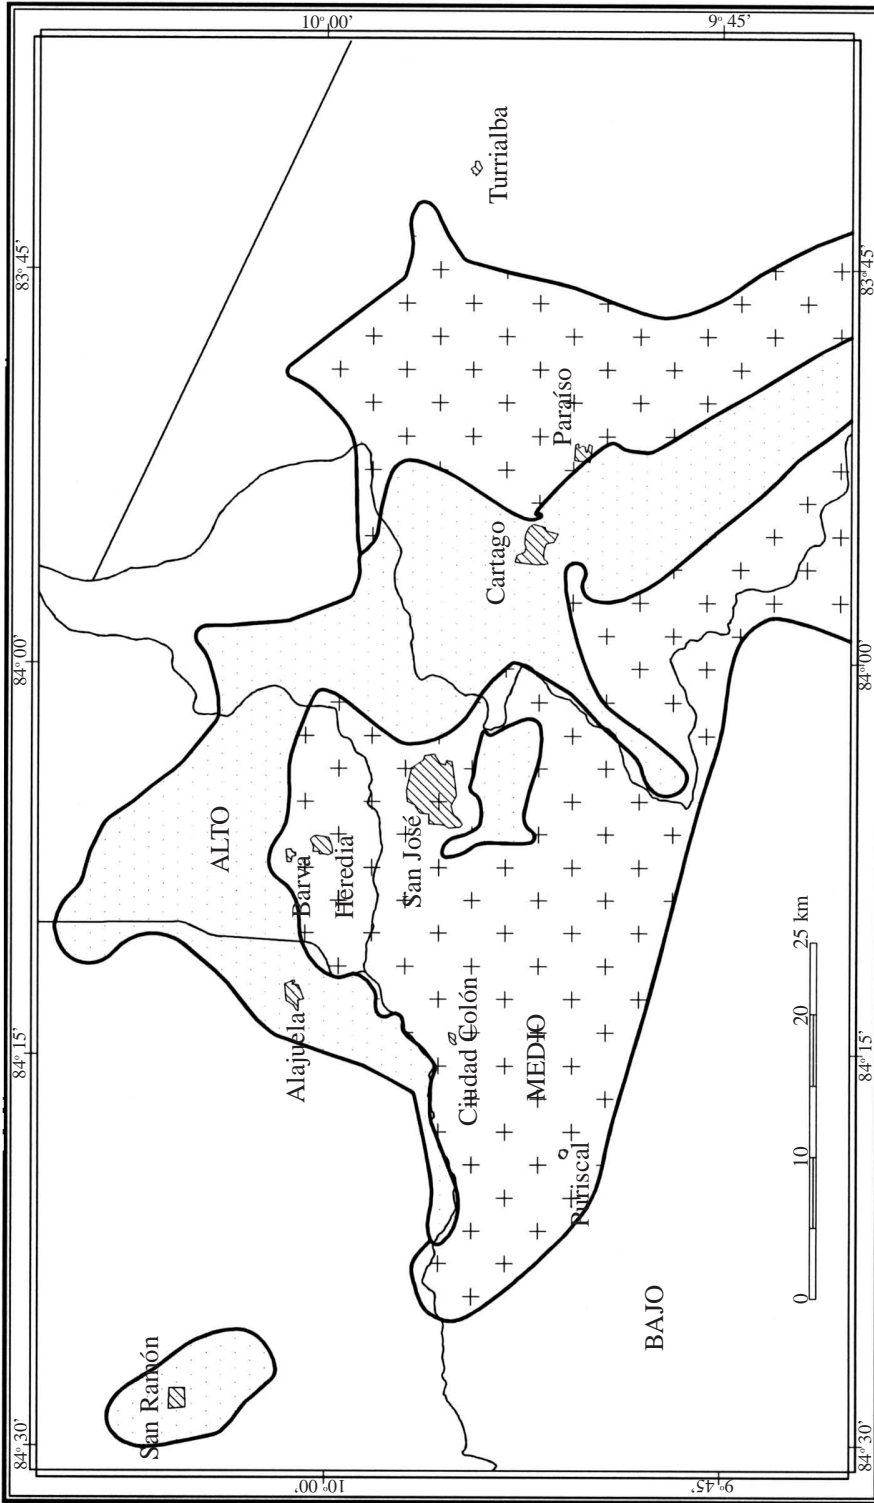 84° 30'
84° 15'
84° 00'
83° 45'
10° 00'
10° 00'
9° 45'
9° 45'
San Ramón
Alajuela
ALTO
Barva
Heredia
San José
Ciudad Colón
MEDIO
Puriscal
Cartago
Paraíso
Turrialba
BAJO
0 10 20 25 km
84° 30'
84° 15'
84° 00'
83° 45'